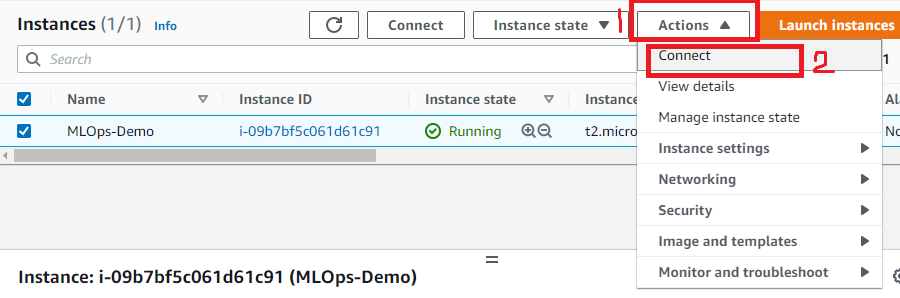 Instances (1/1) Info Connect Instance state 1 Actions Launch instances
Search
Connect 2 1
View details
Name Instance ID Instance state Instance Ala
Manage instance state
MLOps-Demo i-09b7bf5c061d61c91 Running t2.micro No
Instance settings
Networking
Security
Image and templates
Instance: i-09b7bf5c061d61c91 (MLOps-Demo)
Monitor and troubleshoot